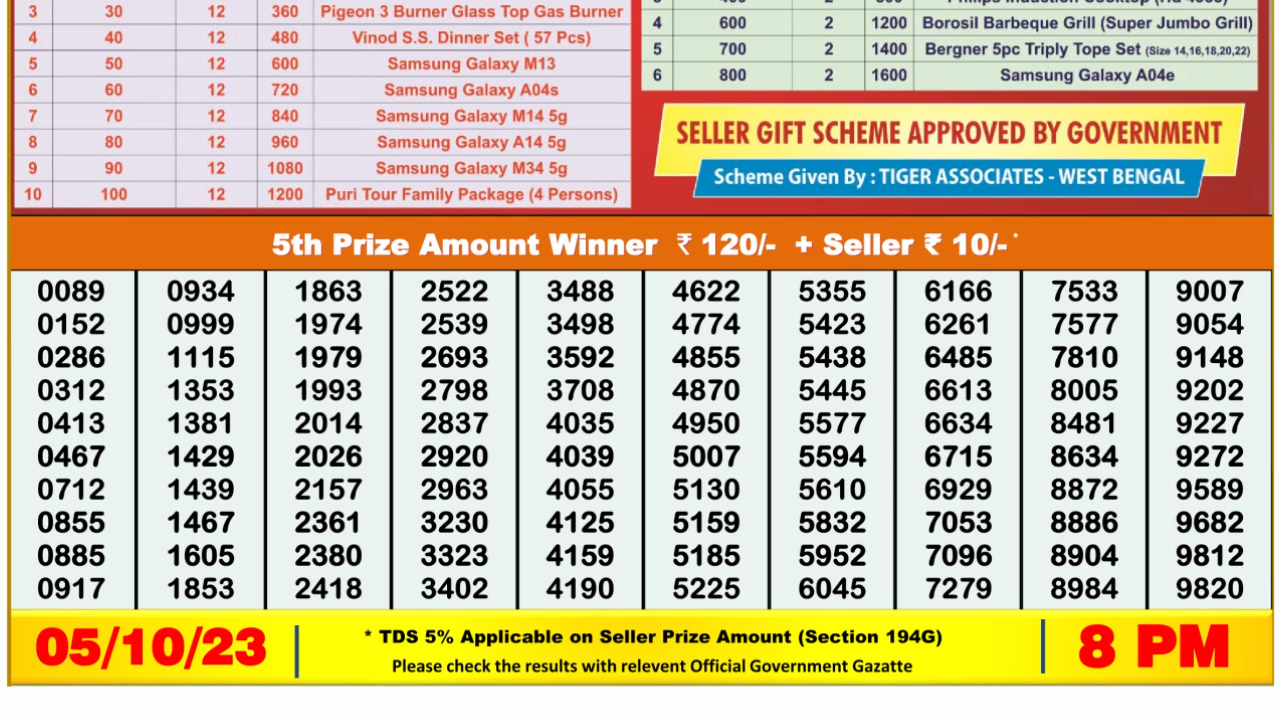 3 30 12 360 Pigeon 3 Burner Glass Top Gas Burner
4 40 12 480 Vinod S.S. Dinner Set ( 57 Pcs)
5 50 12 600 Samsung Galaxy M13
6 60 12 720 Samsung Galaxy A04s
7 70 12 840 Samsung Galaxy M14 5g
8 80 12 960 Samsung Galaxy A14 5g
9 90 12 1080 Samsung Galaxy M34 5g
10 100 12 1200 Puri Tour Family Package (4 Persons)
4 600 2 1200 Borosil Barbeque Grill (Super Jumbo Grill)
5 700 2 1400 Bergner 5pc Triply Tope Set (Size 14,16,18,20,22)
6 800 2 1600 Samsung Galaxy A04e
SELLER GIFT SCHEME APPROVED BY GOVERNMENT
Scheme Given By : TIGER ASSOCIATES - WEST BENGAL
5th Prize Amount Winner ₹ 120/- + Seller ₹ 10/- *
0089 0934 1863 2522 3488 4622 5355 6166 7533 9007
0152 0999 1974 2539 3498 4774 5423 6261 7577 9054
0286 1115 1979 2693 3592 4855 5438 6485 7810 9148
0312 1353 1993 2798 3708 4870 5445 6613 8005 9202
0413 1381 2014 2837 4035 4950 5577 6634 8481 9227
0467 1429 2026 2920 4039 5007 5594 6715 8634 9272
0712 1439 2157 2963 4055 5130 5610 6929 8872 9589
0855 1467 2361 3230 4125 5159 5832 7053 8886 9682
0885 1605 2380 3323 4159 5185 5952 7096 8904 9812
0917 1853 2418 3402 4190 5225 6045 7279 8984 9820
05/10/23
* TDS 5% Applicable on Seller Prize Amount (Section 194G)
Please check the results with relevent Official Government Gazatte
8 PM